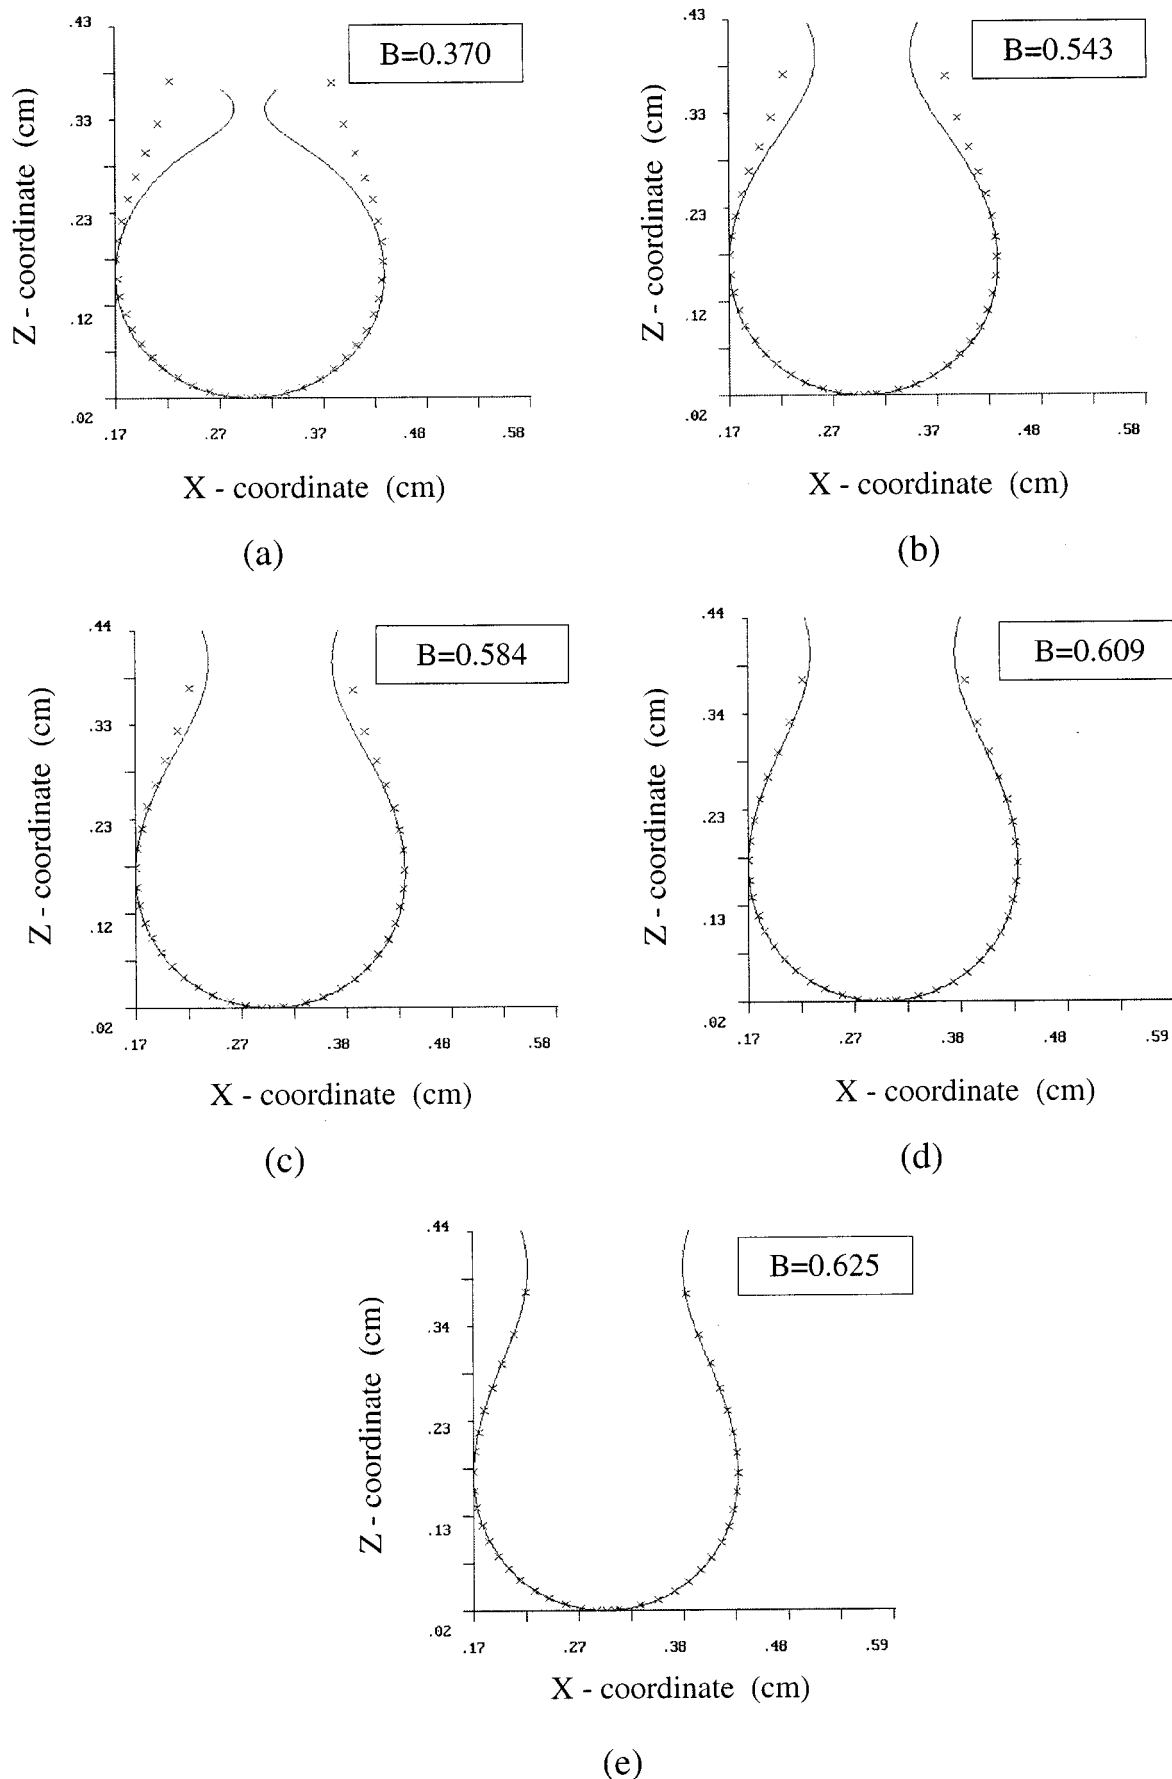 .43
B=0.370
.33
.23
.12
.02
Z - coordinate (cm)
.17 .27 .37 .48 .58
X - coordinate (cm)
(a)
.43
B=0.543
.33
.23
.12
.02
Z - coordinate (cm)
.17 .27 .37 .48 .58
X - coordinate (cm)
(b)
.44
B=0.584
.33
.23
.12
.02
Z - coordinate (cm)
.17 .27 .38 .48 .58
X - coordinate (cm)
(c)
.44
B=0.609
.34
.23
.13
.02
Z - coordinate (cm)
.17 .27 .38 .48 .59
X - coordinate (cm)
(d)
.44
B=0.625
.34
.23
.13
.02
Z - coordinate (cm)
.17 .27 .38 .48 .59
X - coordinate (cm)
(e)